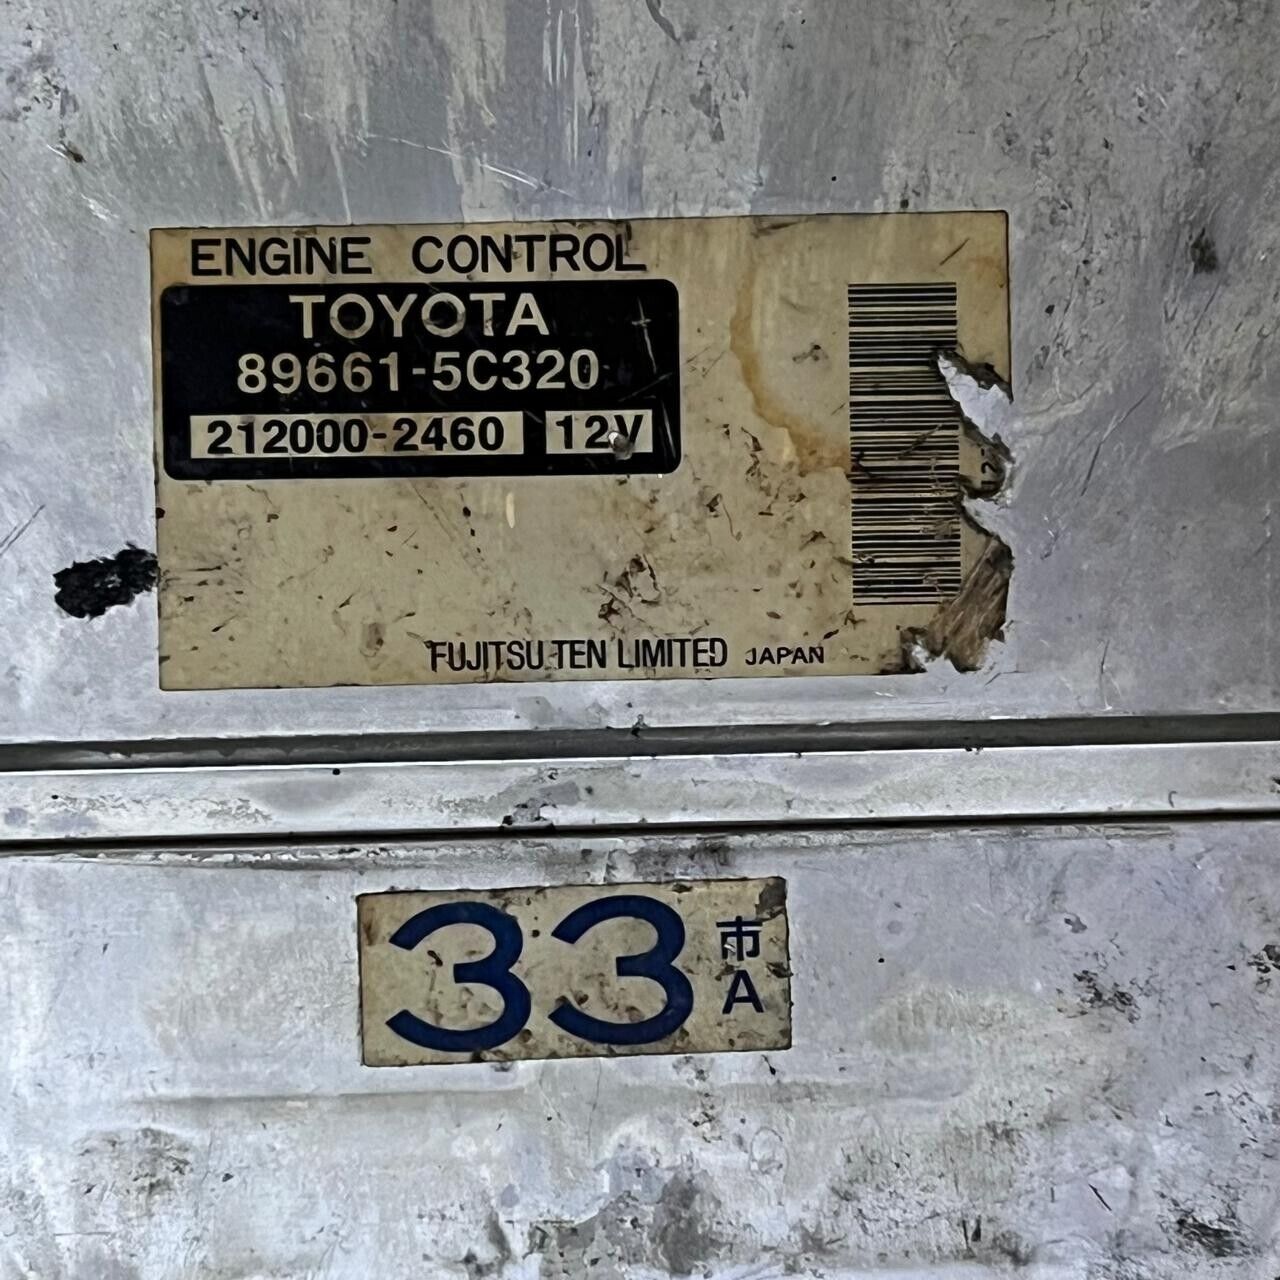 ENGINE CONTROL
TOYOTA
89661-5C320
212000-2460 12V
FUJITSU TEN LIMITED JAPAN
33 市
A